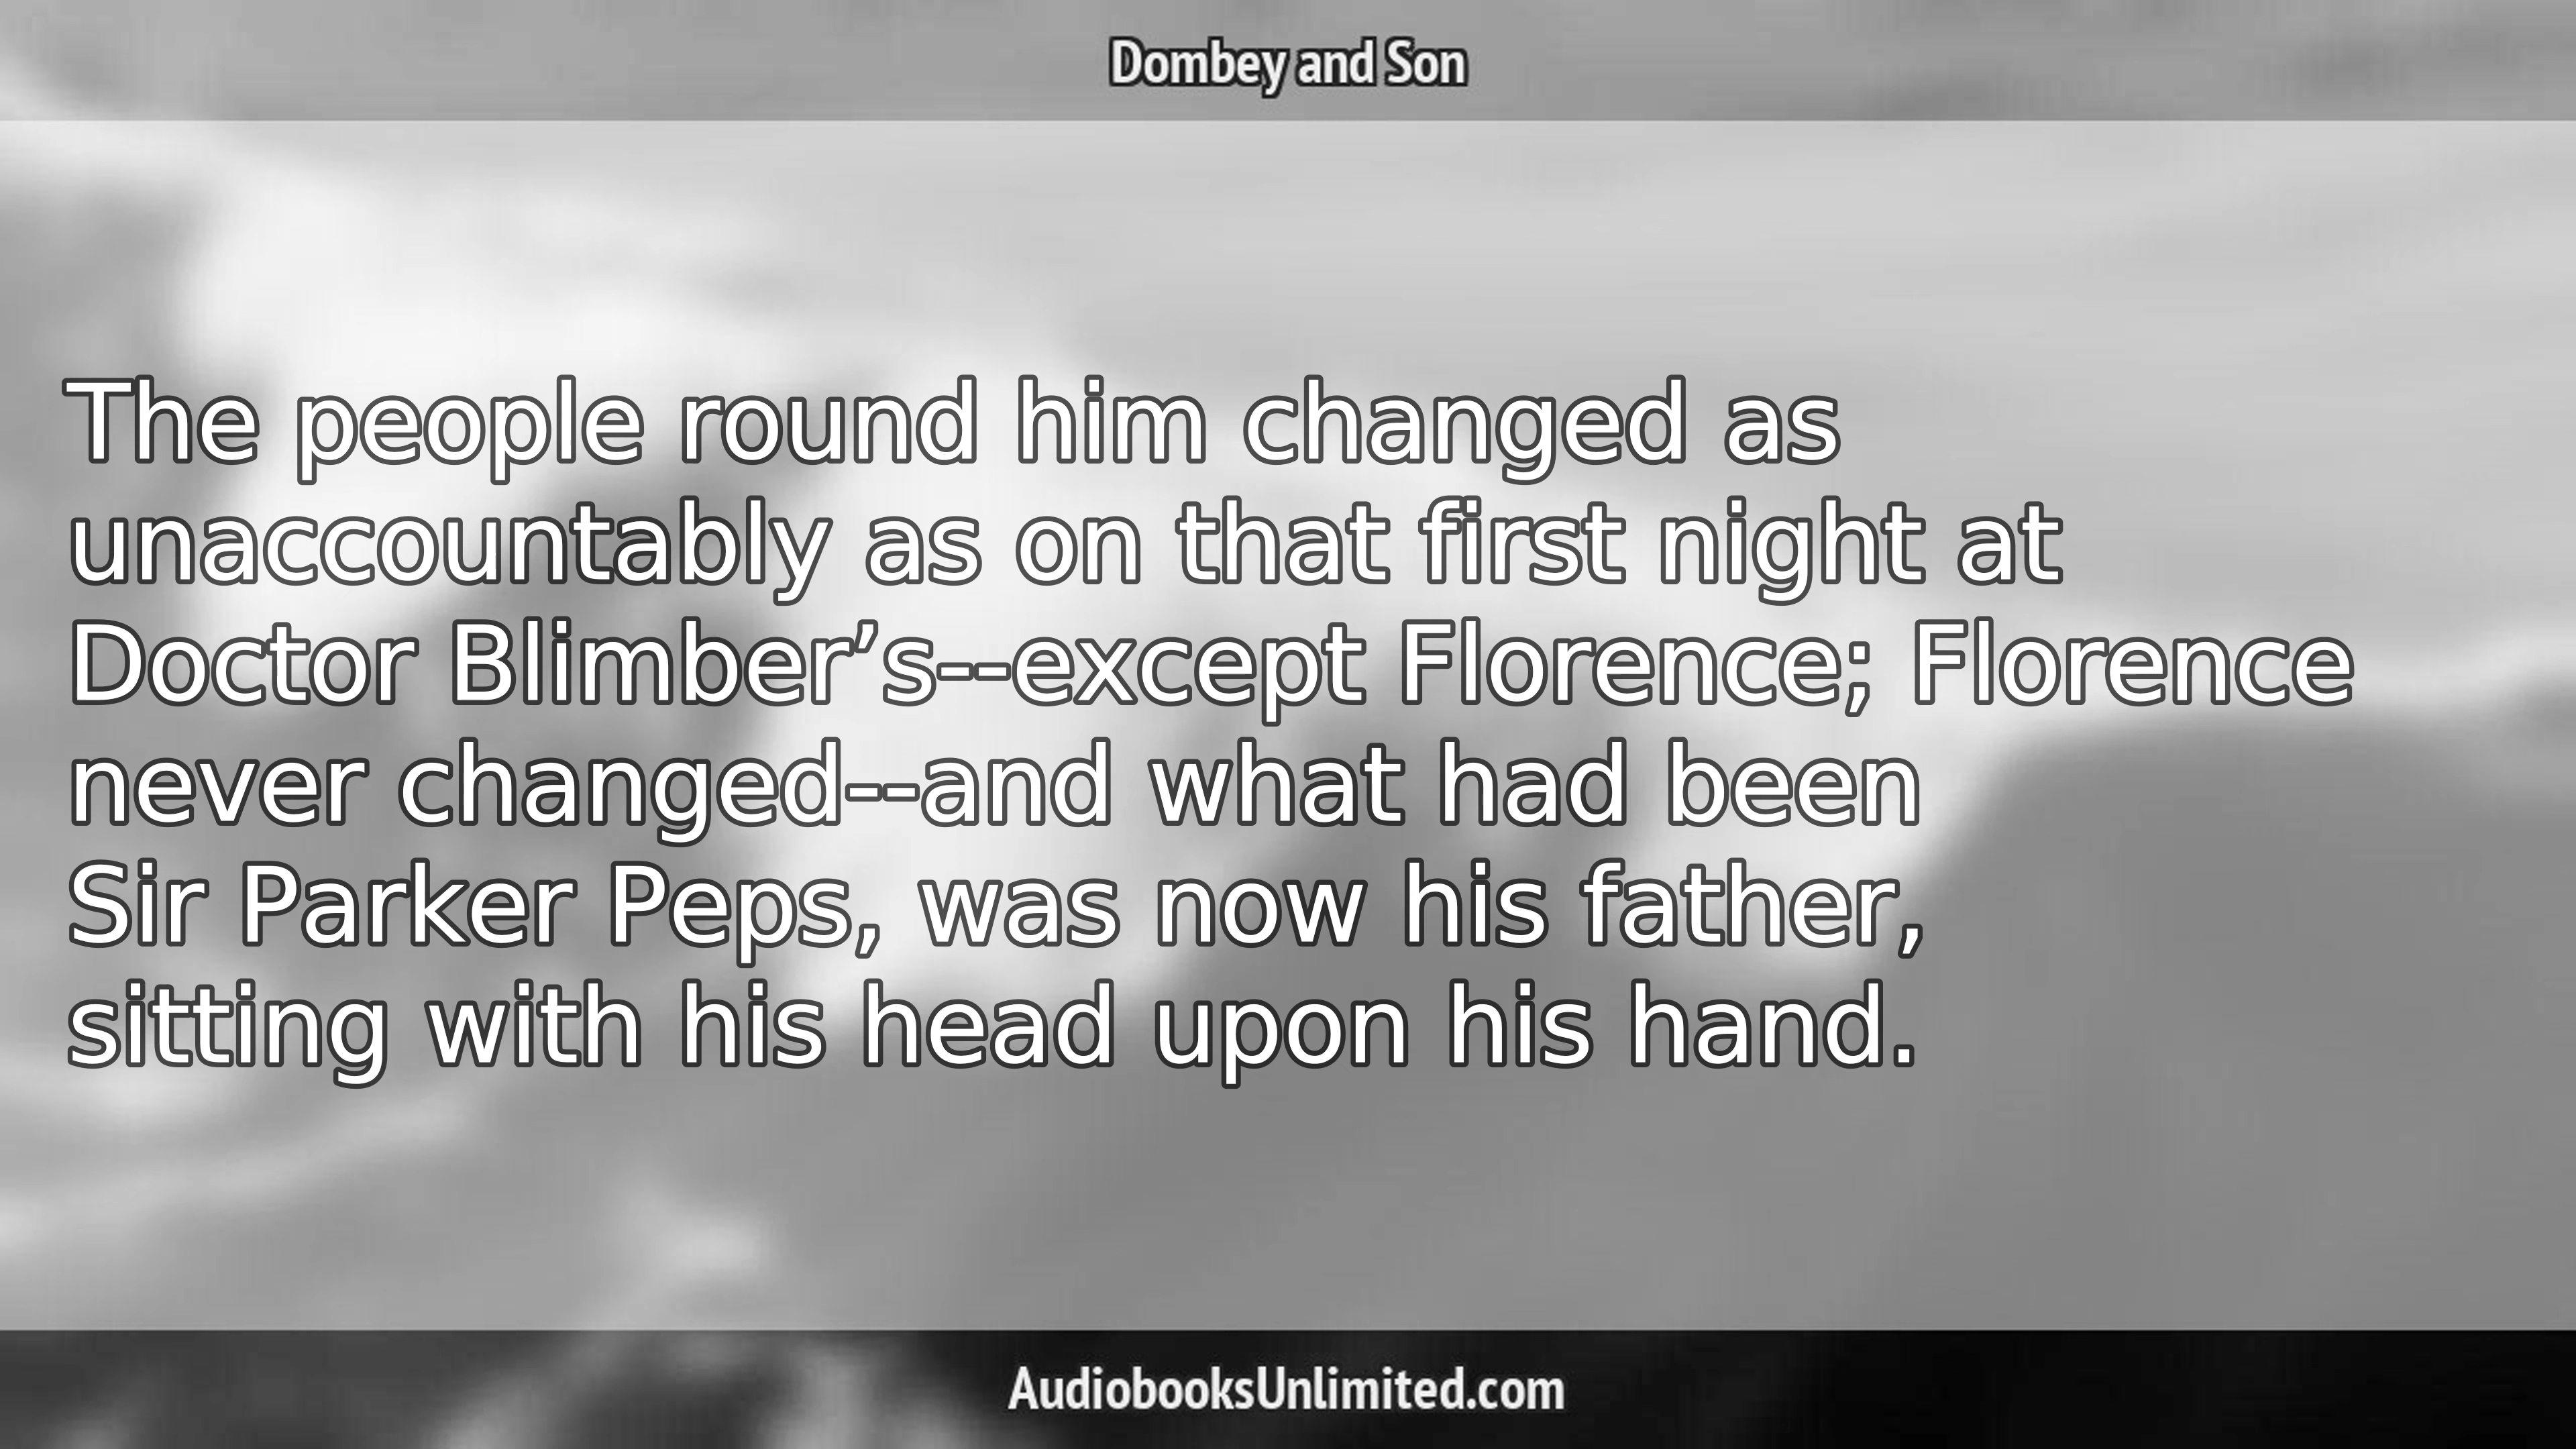 Dombey and Son
The people round him changed as
unaccountably as on that first night at
Doctor Blimber’s--except Florence; Florence
never changed--and what had been
Sir Parker Peps, was now his father,
sitting with his head upon his hand.
AudiobooksUnlimited.com